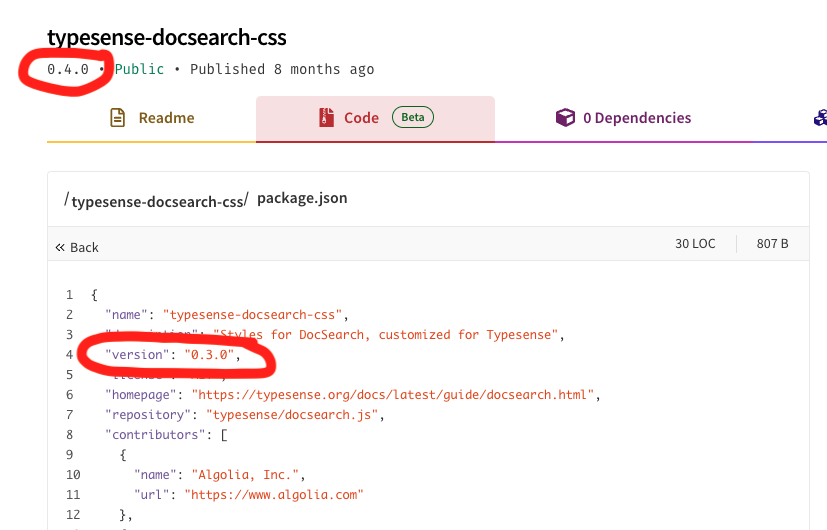 typesense-docsearch-css
0.4.0 • Public • Published 8 months ago
Readme
Code Beta
0 Dependencies
/typesense-docsearch-css/ package.json
« Back
30 LOC
807 B
1 {
2 "name": "typesense-docsearch-css",
3 "description": "Styles for DocSearch, customized for Typesense",
4 "version": "0.3.0",
5
6 "homepage": "https://typesense.org/docs/latest/guide/docsearch.html",
7 "repository": "typesense/docsearch.js",
8 "contributors": [
9 {
10 "name": "Algolia, Inc.",
11 "url": "https://www.algolia.com"
12 },